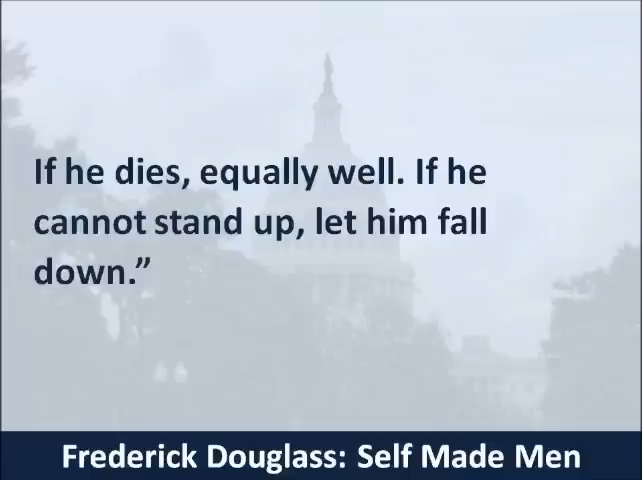 If he dies, equally well. If he
cannot stand up, let him fall
down.”
Frederick Douglass: Self Made Men